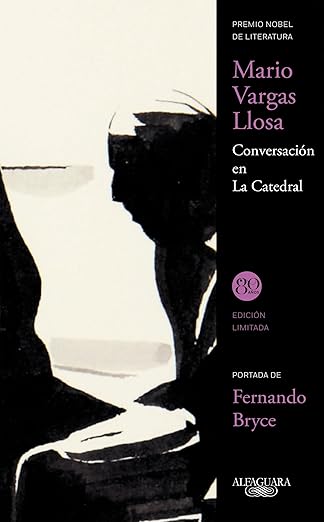 PREMIO NOBEL
DE LITERATURA
Mario
Vargas
Llosa
Conversación
en
La Catedral
80
AÑOS
EDICIÓN
LIMITADA
PORTADA DE
Fernando
Bryce
ALFAGUARA